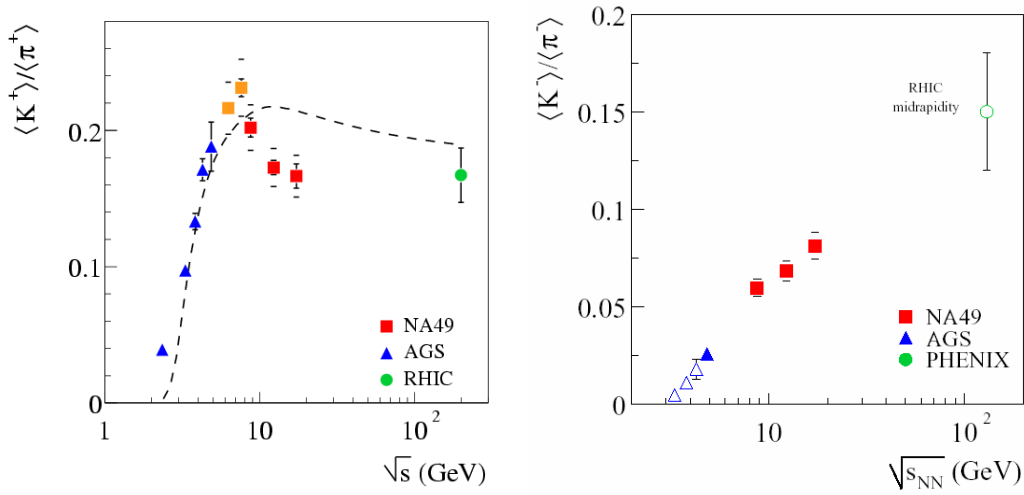 ⟨K⁺⟩/⟨π⁺⟩
0.2
0.1
0
1
10
10²
√s (GeV)
NA49
AGS
RHIC
⟨K⁻⟩/⟨π⁻⟩
0.2
0.15
0.1
0.05
0
10
10²
√s_NN (GeV)
RHIC
midrapidity
NA49
AGS
PHENIX